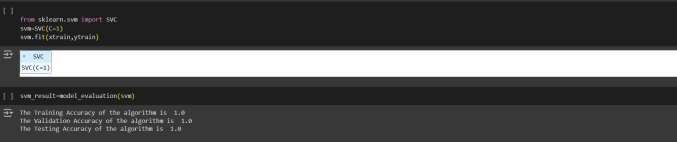 [ ]
from sklearn.svm import SVC
svm=SVC(C=1)
svm.fit(xtrain,ytrain)
SVC
SVC(C=1)
[ ] svm_result=model_evaluation(svm)
The Training Accuracy of the algorithm is  1.0
The Validation Accuracy of the algorithm is  1.0
The Testing Accuracy of the algorithm is  1.0